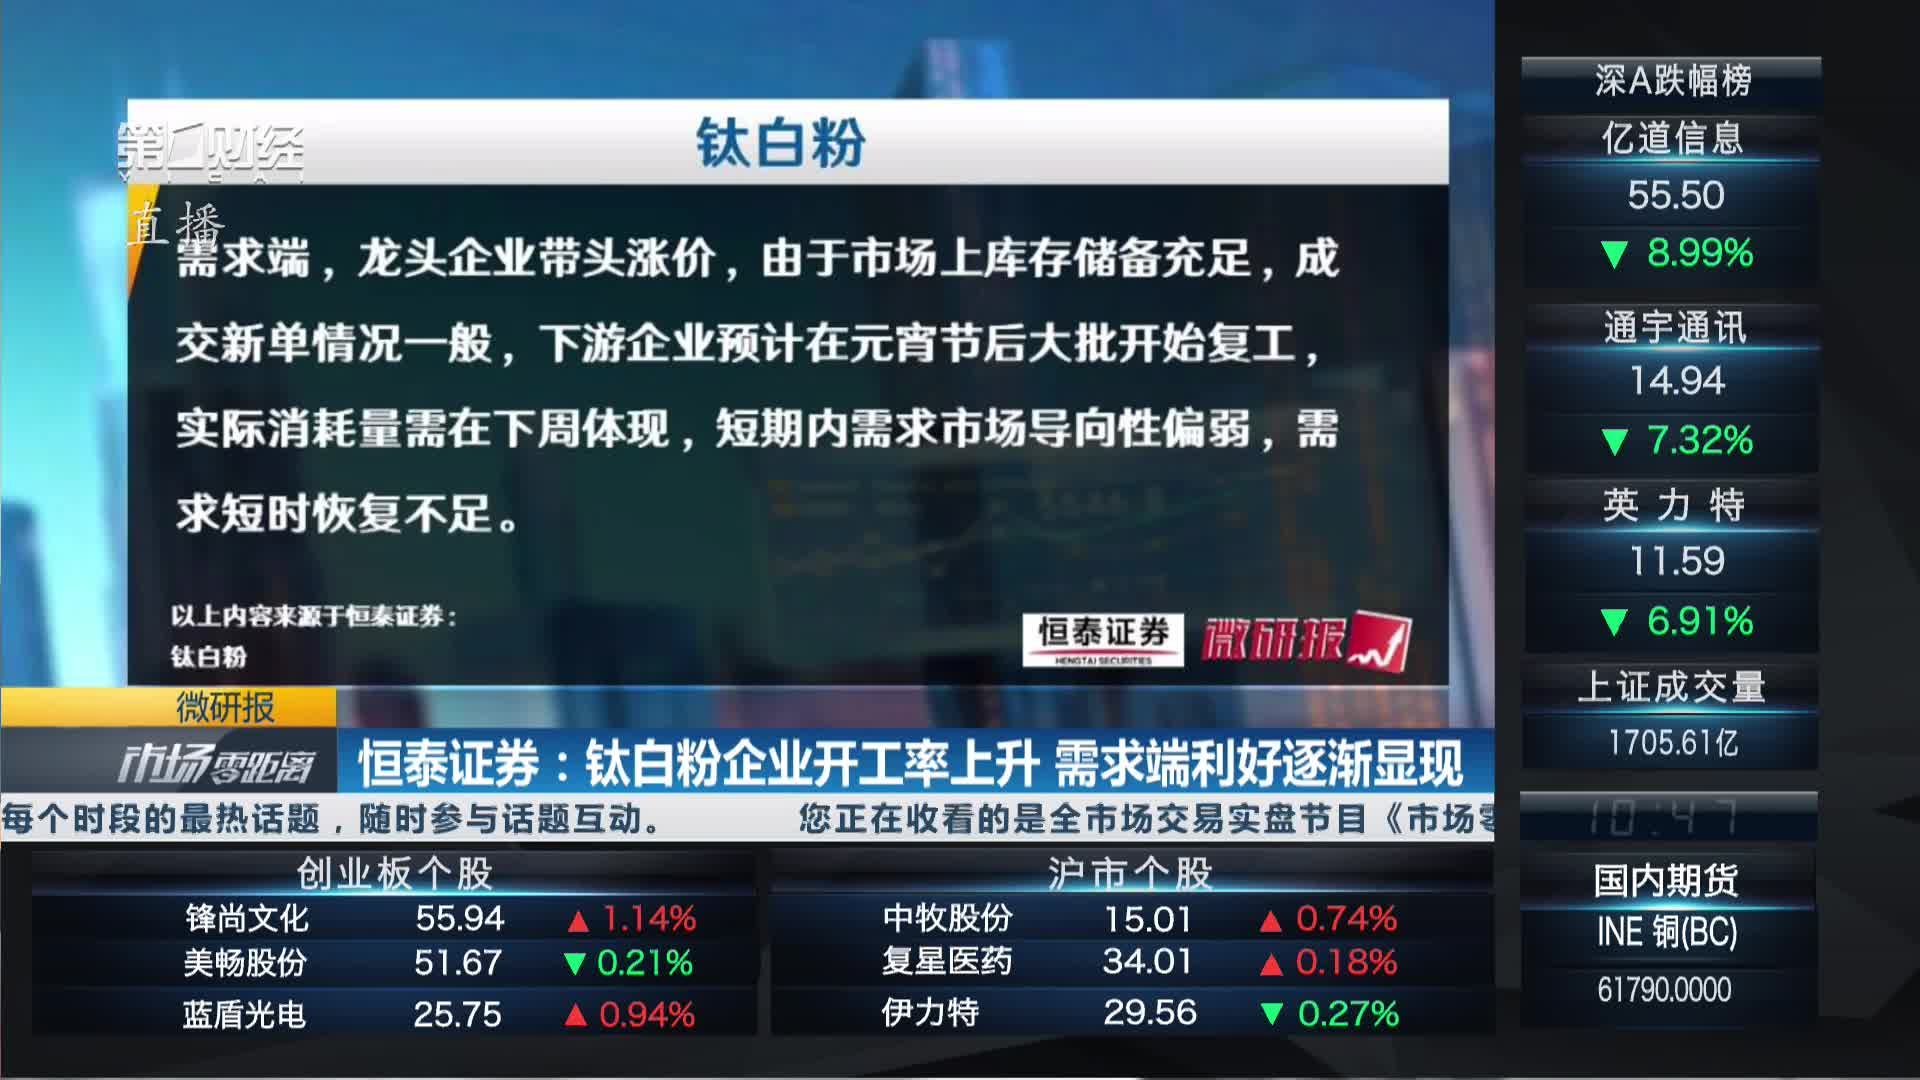 钛白粉
第一财经
YICAI
直播
需求端，龙头企业带头涨价，由于市场上库存储备充足，成
交新单情况一般，下游企业预计在元宵节后大批开始复工，
实际消耗量需在下周体现，短期内需求市场导向性偏弱，需
求短时恢复不足。
以上内容来源于恒泰证券：
钛白粉
恒泰证券
HENGTAI SECURITIES
微研报
微研报
市场零距离
恒泰证券：钛白粉企业开工率上升 需求端利好逐渐显现
每个时段的最热话题，随时参与话题互动。 您正在收看的是全市场交易实盘节目《市场零
创业板个股
锋尚文化 55.94 ▲ 1.14%
美畅股份 51.67 ▼ 0.21%
蓝盾光电 25.75 ▲ 0.94%
沪市个股
中牧股份 15.01 ▲ 0.74%
复星医药 34.01 ▲ 0.18%
伊力特 29.56 ▼ 0.27%
深A跌幅榜
亿道信息
55.50
▼ 8.99%
通宇通讯
14.94
▼ 7.32%
英力特
11.59
▼ 6.91%
上证成交量
1705.61亿
10:47
国内期货
INE 铜(BC)
61790.0000